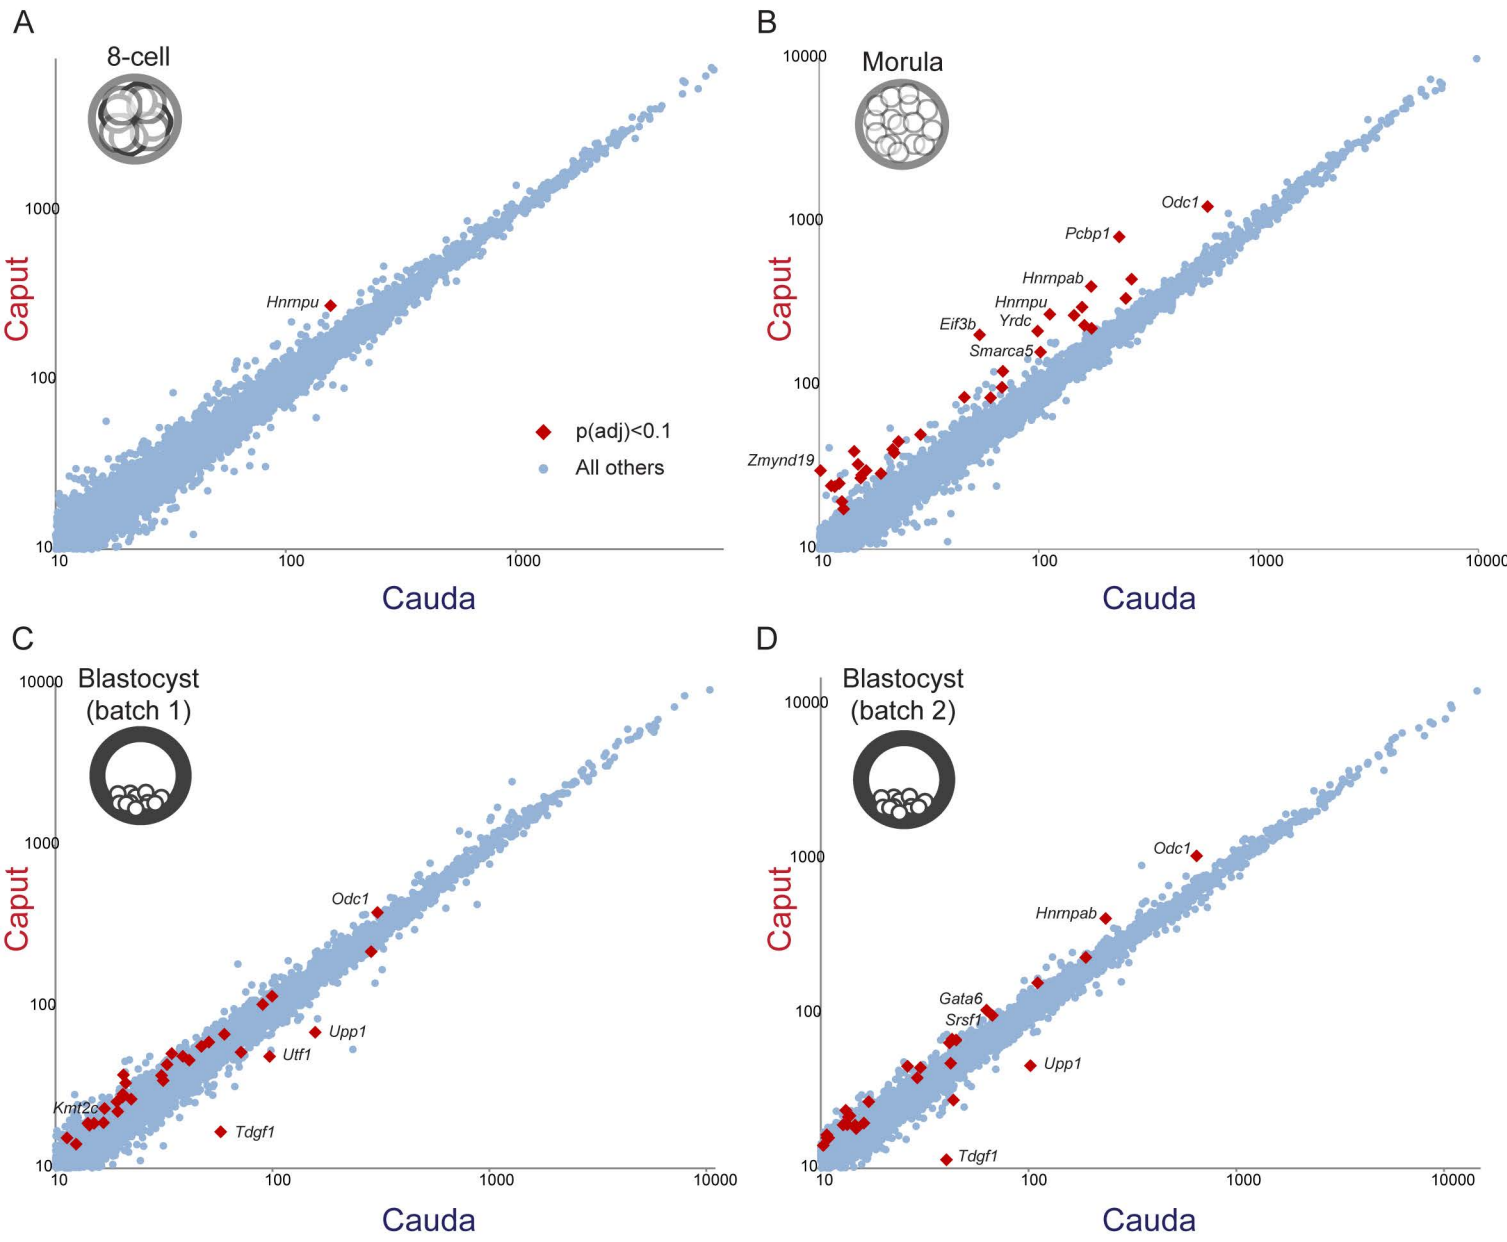 A
8-cell
1000
100
10
Caput
Hnrnpu
p(adj)<0.1
All others
10
100
1000
Cauda
B
Morula
10000
1000
100
10
Caput
Odc1
Pcbp1
Hnrnpab
Hnrnpu
Yrdc
Eif3b
Smarca5
Zmynd19
10
100
1000
10000
Cauda
C
Blastocyst
(batch 1)
10000
1000
100
10
Caput
Odc1
Upp1
Utf1
Kmt2c
Tdgf1
10
100
1000
10000
Cauda
D
Blastocyst
(batch 2)
10000
1000
100
10
Caput
Odc1
Hnrnpab
Gata6
Srsf1
Upp1
Tdgf1
10
100
1000
10000
Cauda